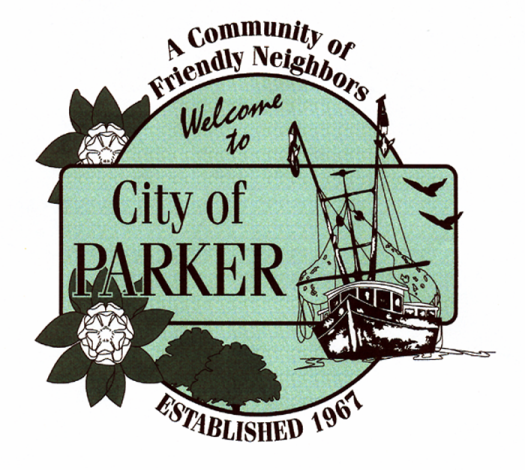 A Community of
Friendly Neighbors
Welcome
to
City of
PARKER
ESTABLISHED 1967